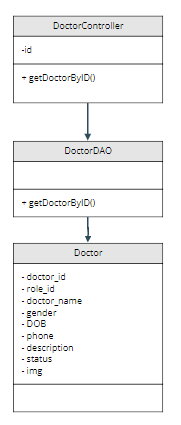 DoctorController
-id
+ getDoctorByID()
DoctorDAO
+ getDoctorByID()
Doctor
- doctor_id
- role_id
- doctor_name
- gender
- DOB
- phone
- description
- status
- img